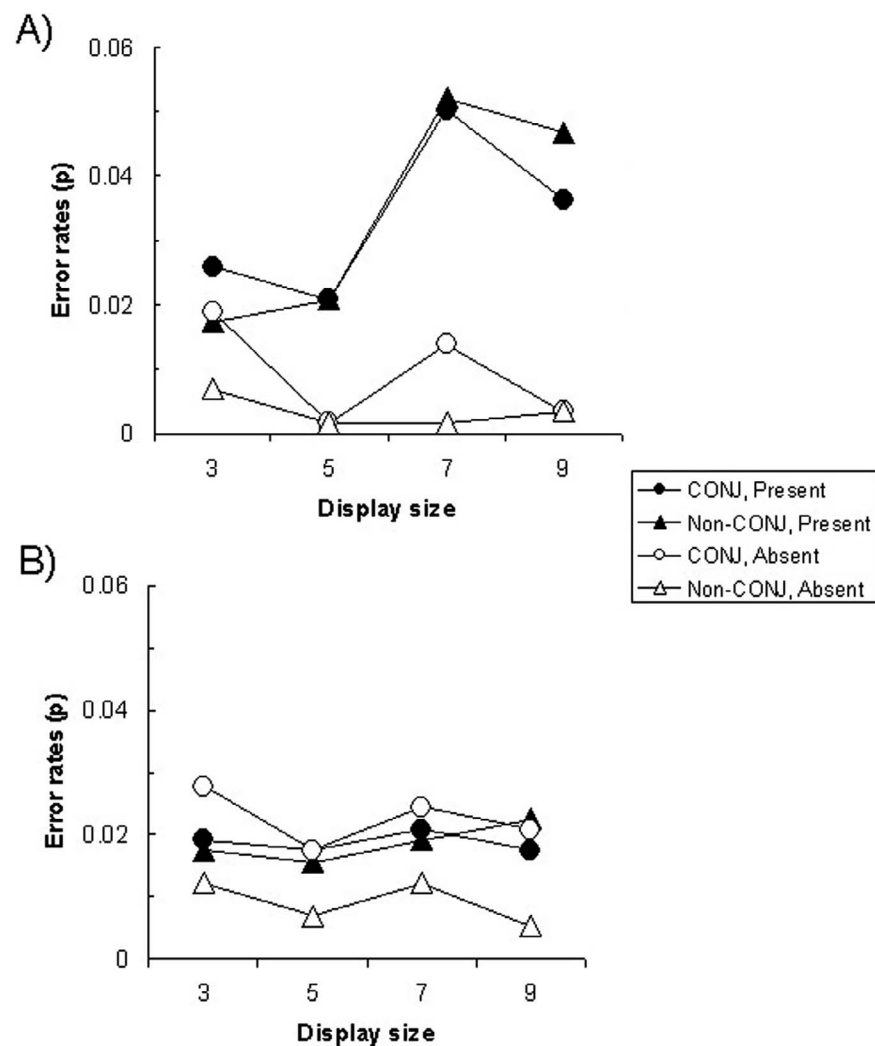 A)
0.06
0.04
0.02
0
Error rates (p)
3 5 7 9
Display size
CONJ, Present
Non-CONJ, Present
CONJ, Absent
Non-CONJ, Absent
B)
0.06
0.04
0.02
0
Error rates (p)
3 5 7 9
Display size